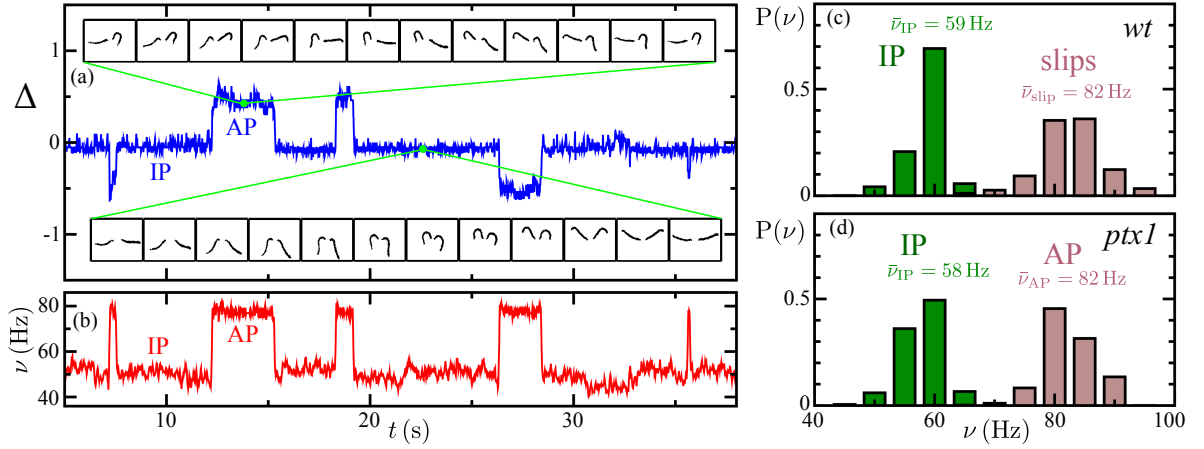 (a)
Δ
1
0
-1
AP
IP
(b)
ν (Hz)
80
60
40
IP
AP
10
20
30
t (s)
P(ν)
(c)
wt
ν̄IP = 59 Hz
IP
slips
ν̄slip = 82 Hz
0.5
0
P(ν)
(d)
ptx1
IP
AP
ν̄IP = 58 Hz
ν̄AP = 82 Hz
0.5
0
40
60
80
100
ν (Hz)